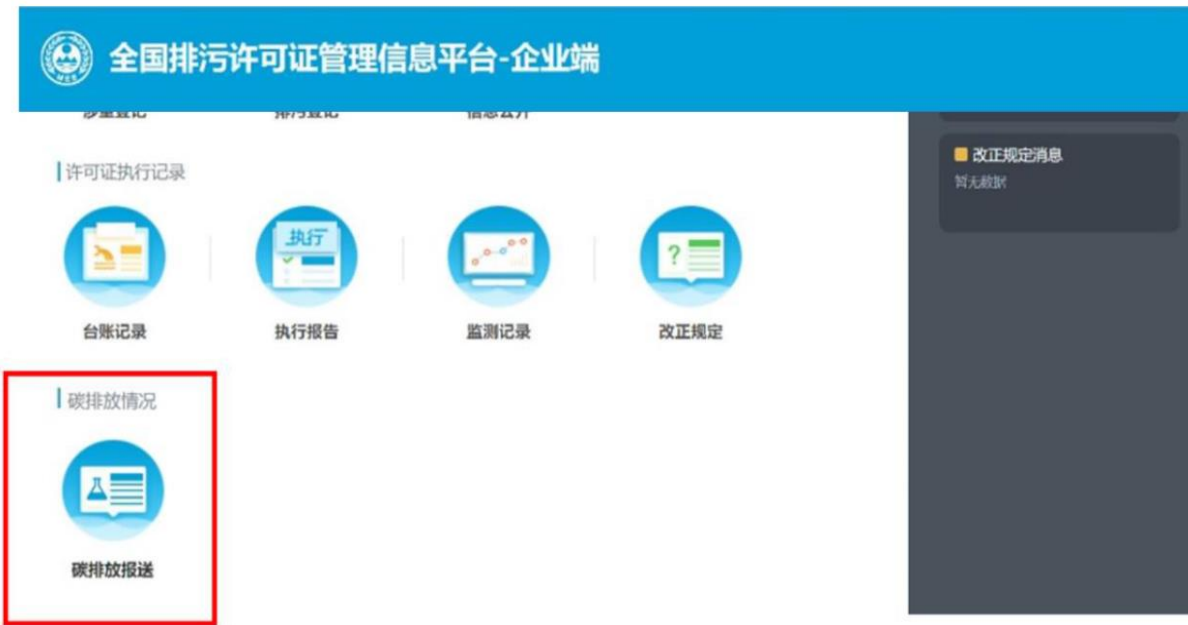 全国排污许可证管理信息平台-企业端
改正规定消息
暂无数据
许可证执行记录
执行
台账记录
执行报告
监测记录
改正规定
碳排放情况
碳排放报送